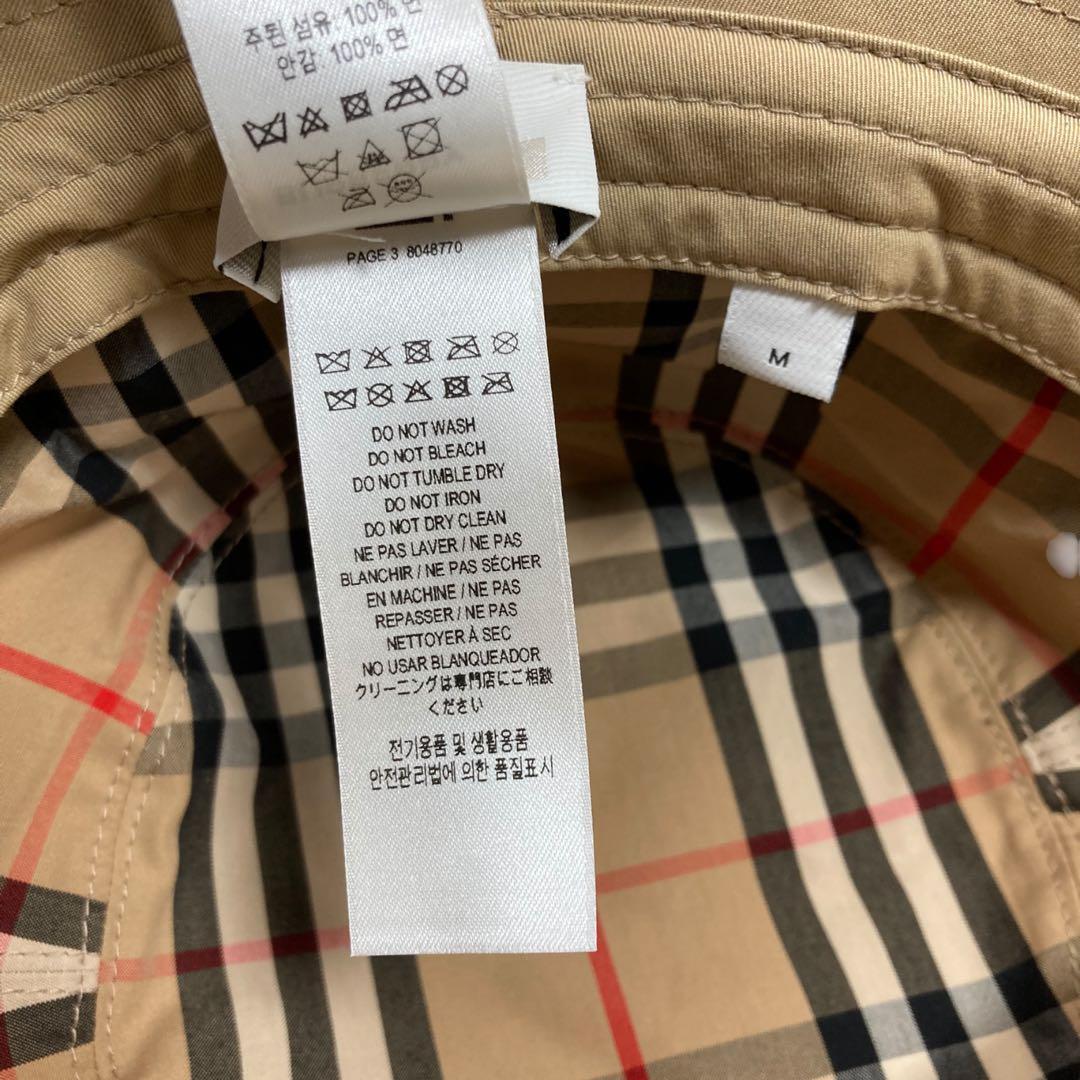 주된 섬유: 100% 면
안감: 100% 면
PAGE 3 8048770
M
DO NOT WASH
DO NOT BLEACH
DO NOT TUMBLE DRY
DO NOT IRON
DO NOT DRY CLEAN
NE PAS LAVER / NE PAS
BLANCHIR / NE PAS SÉCHER
EN MACHINE / NE PAS
REPASSER / NE PAS
NETTOYER À SEC
NO USAR BLANQUEADOR
クリーニングは専門店にご相談
ください
전기용품 및 생활용품
안전관리법에 의한 품질표시